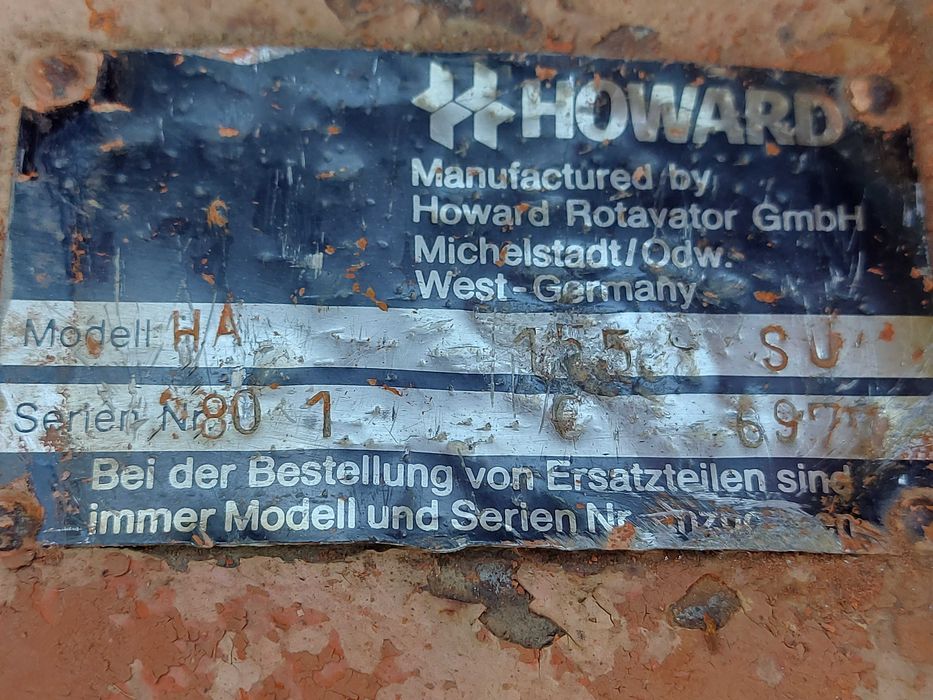 HOWARD
Manufactured by
Howard Rotavator GmbH
Michelstadt/Odw.
West-Germany
Modell HA 155 SU
Serien Nr. 80 1 6 697
Bei der Bestellung von Ersatzteilen sind
immer Modell und Serien Nr.